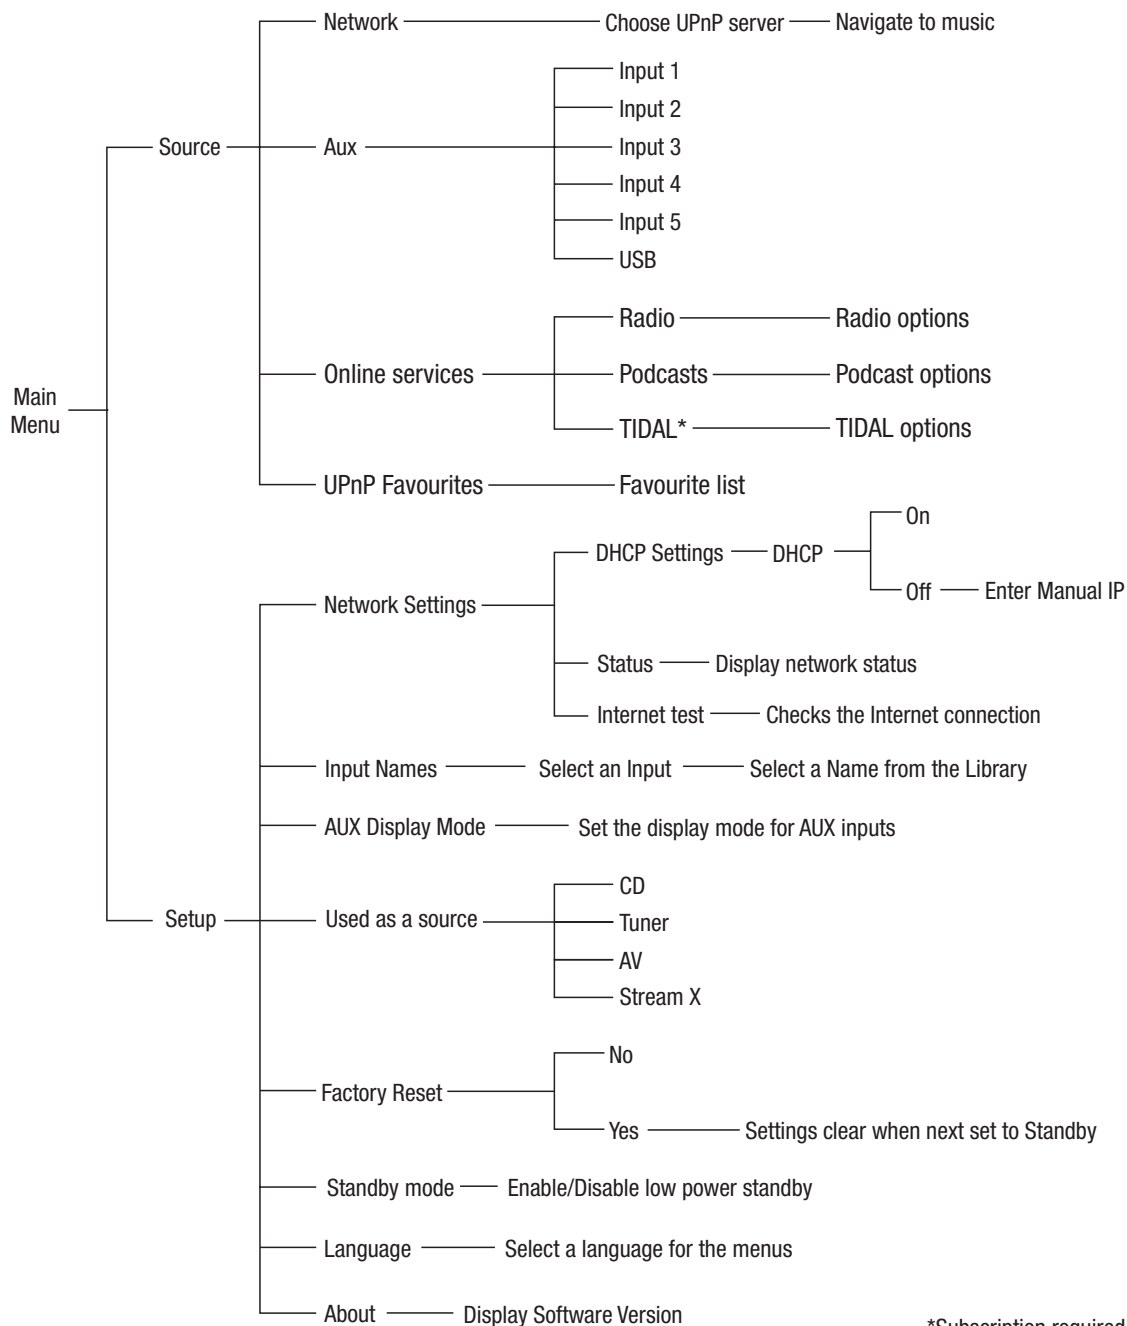 Network Choose UPnP server Navigate to music
Input 1
Input 2
Source Aux Input 3
Input 4
Input 5
USB
Radio Radio options
Online services Podcasts Podcast options
TIDAL* TIDAL options
Main
Menu
UPnP Favourites Favourite list
On
DHCP Settings DHCP
Off Enter Manual IP
Network Settings
Status Display network status
Internet test Checks the Internet connection
Input Names Select an Input Select a Name from the Library
AUX Display Mode Set the display mode for AUX inputs
CD
Setup Used as a source Tuner
AV
Stream X
No
Factory Reset
Yes Settings clear when next set to Standby
Standby mode Enable/Disable low power standby
Language Select a language for the menus
About Display Software Version
*Subscription required